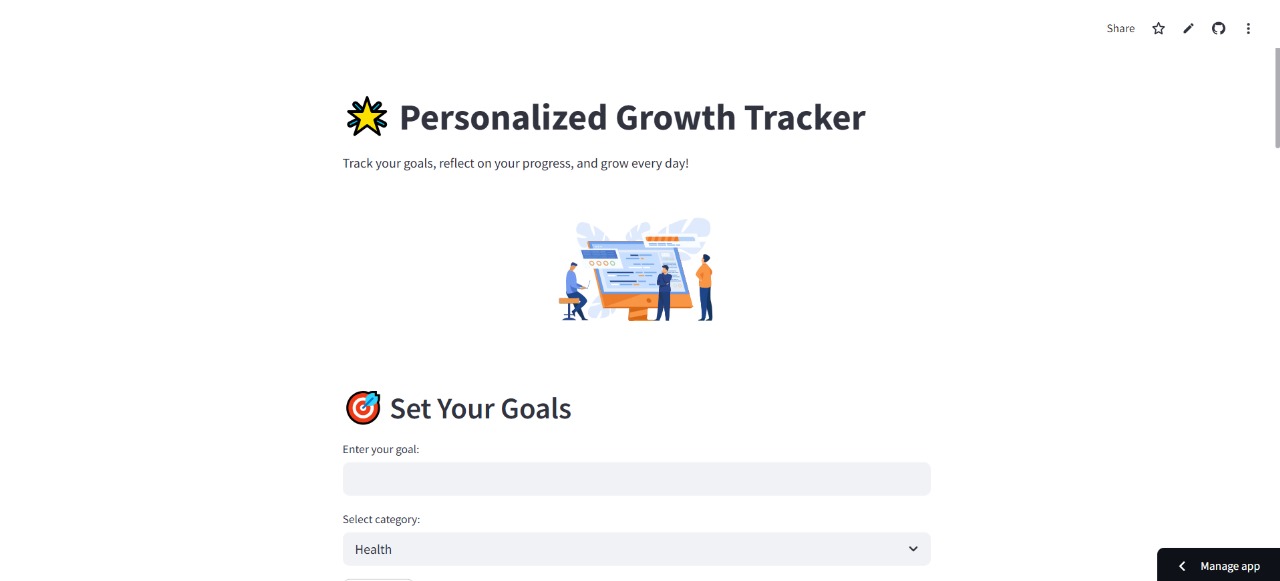 Share
Personalized Growth Tracker
Track your goals, reflect on your progress, and grow every day!
Set Your Goals
Enter your goal:
Select category:
Health
Manage app